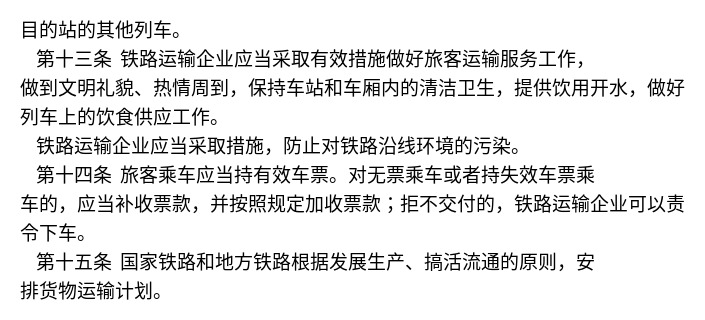 目的站的其他列车。
第十三条 铁路运输企业应当采取有效措施做好旅客运输服务工作，
做到文明礼貌、热情周到，保持车站和车厢内的清洁卫生，提供饮用开水，做好
列车上的饮食供应工作。
铁路运输企业应当采取措施，防止对铁路沿线环境的污染。
第十四条 旅客乘车应当持有效车票。对无票乘车或者持失效车票乘
车的，应当补收票款，并按照规定加收票款；拒不交付的，铁路运输企业可以责
令下车。
第十五条 国家铁路和地方铁路根据发展生产、搞活流通的原则，安
排货物运输计划。